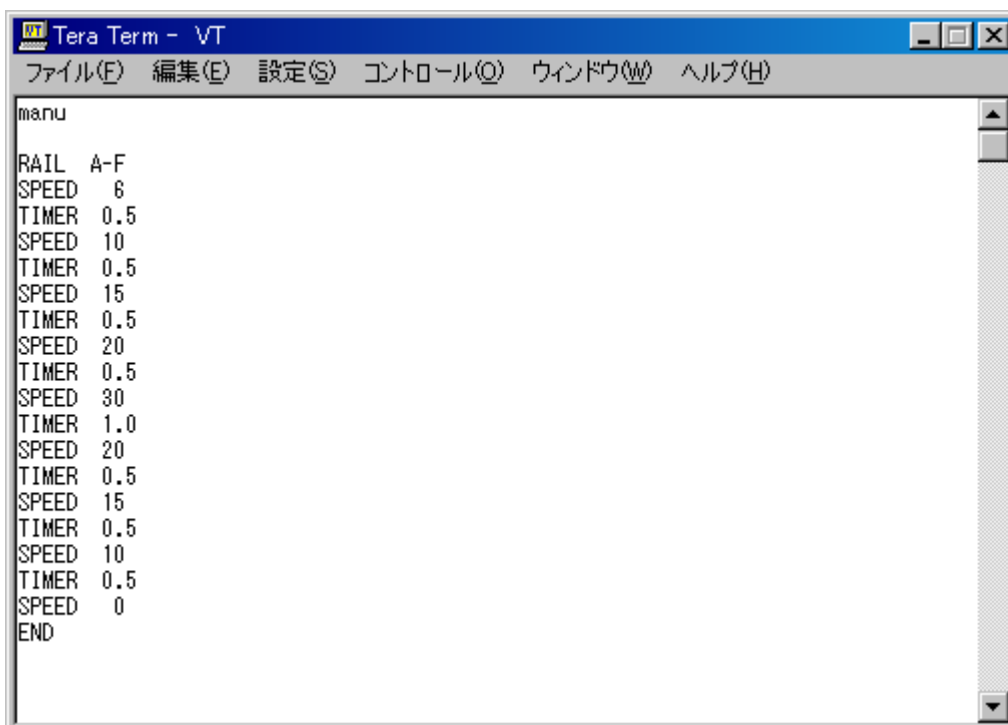 Tera Term - VT
ファイル(F) 編集(E) 設定(S) コントロール(O) ウィンドウ(W) ヘルプ(H)
manu
RAIL A-F
SPEED 6
TIMER 0.5
SPEED 10
TIMER 0.5
SPEED 15
TIMER 0.5
SPEED 20
TIMER 0.5
SPEED 30
TIMER 1.0
SPEED 20
TIMER 0.5
SPEED 15
TIMER 0.5
SPEED 10
TIMER 0.5
SPEED 0
END